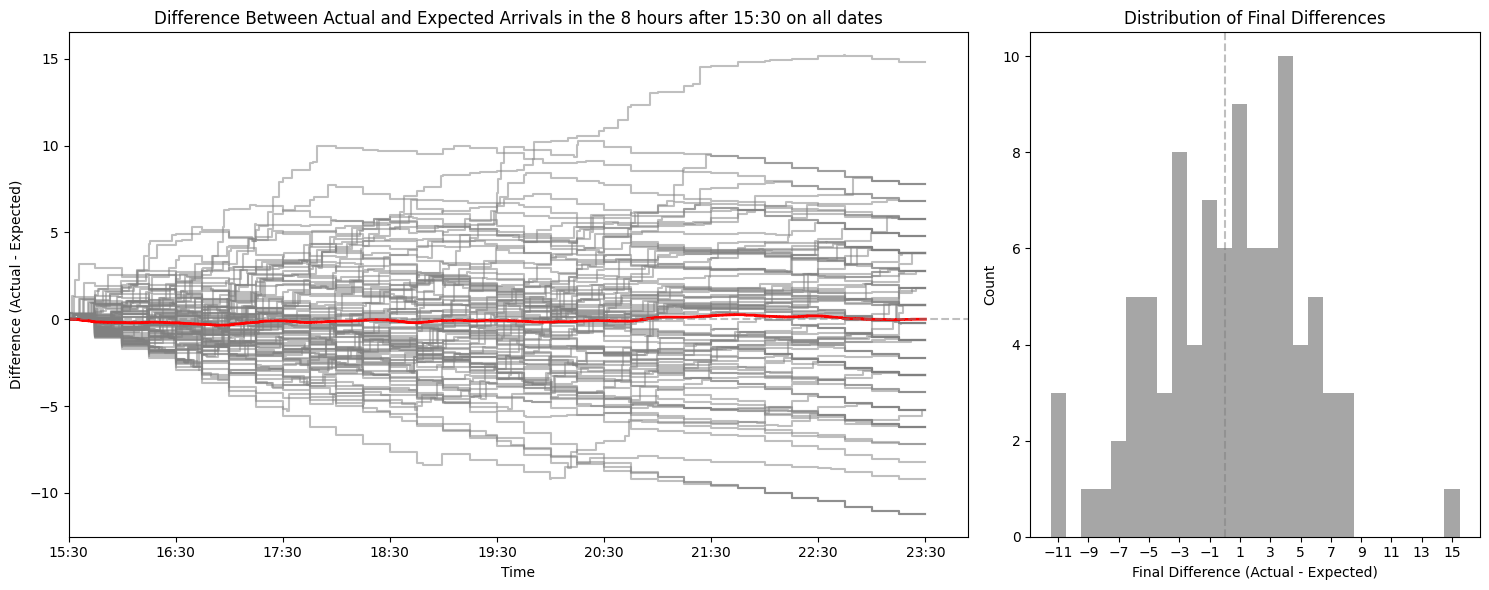 Difference Between Actual and Expected Arrivals in the 8 hours after 15:30 on all dates
Difference (Actual - Expected)
15
10
5
0
−5
−10
15:30 16:30 17:30 18:30 19:30 20:30 21:30 22:30 23:30
Time
Distribution of Final Differences
Count
10
8
6
4
2
0
−11 −9 −7 −5 −3 −1 1 3 5 7 9 11 13 15
Final Difference (Actual - Expected)